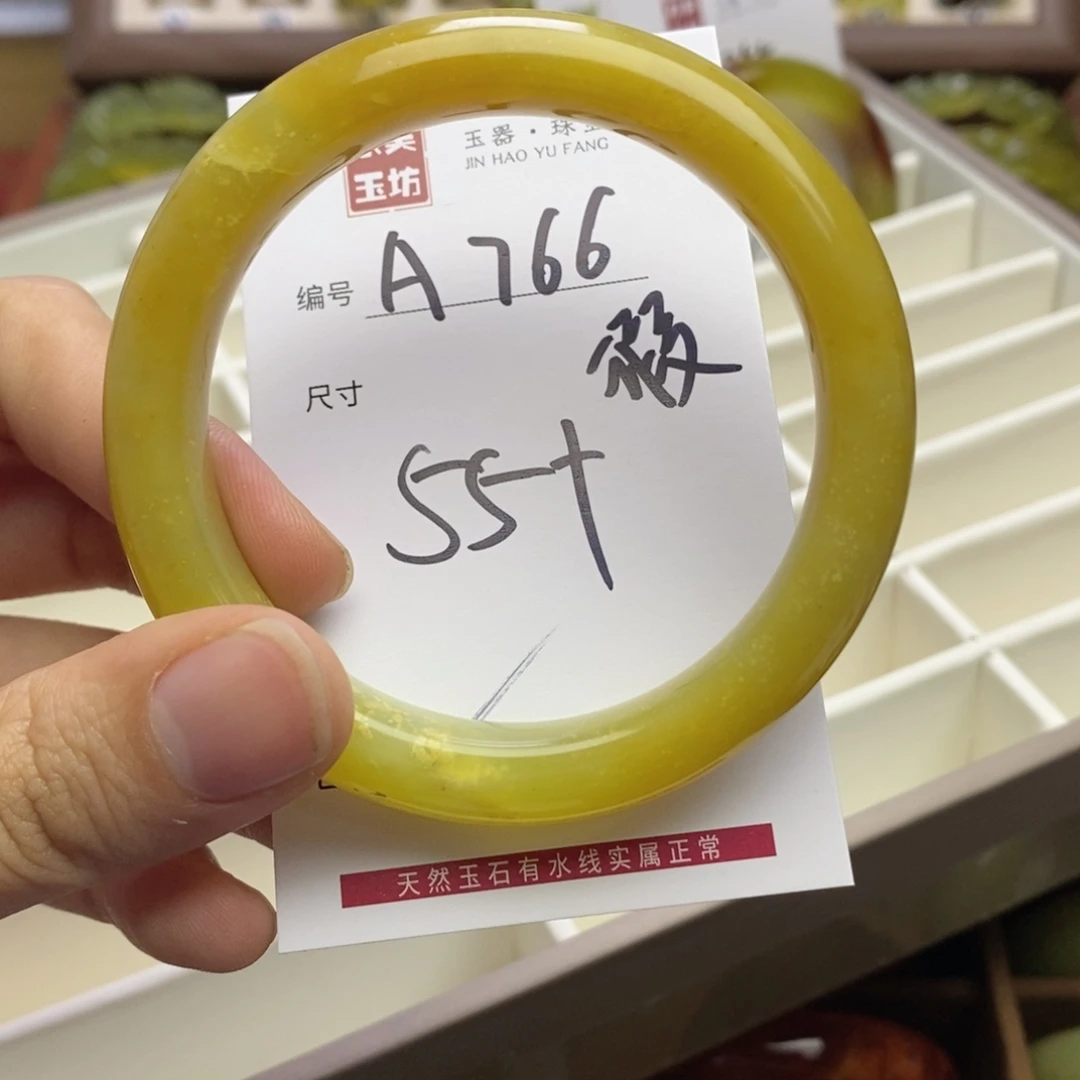 玉坊
玉器·珠
JIN HAO YU FANG
编号 A766
尺寸
55+
天然玉石有水线实属正常